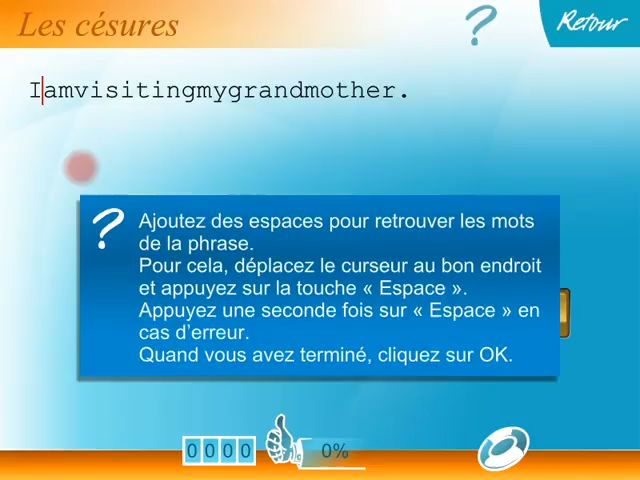 Les césures
?
Retour
Iamvisitingmygrandmother.
?
Ajoutez des espaces pour retrouver les mots
de la phrase.
Pour cela, déplacez le curseur au bon endroit
et appuyez sur la touche « Espace ».
Appuyez une seconde fois sur « Espace » en
cas d'erreur.
Quand vous avez terminé, cliquez sur OK.
0000
0%